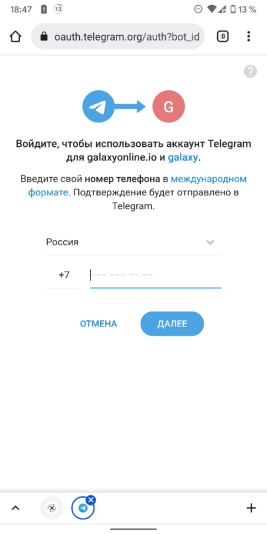 18:47 13 13 %
oauth.telegram.org/auth?bot_id :D
?
G
Войдите, чтобы использовать аккаунт Telegram
для galaxyonline.io и galaxy.
Введите свой номер телефона в международном
формате. Подтверждение будет отправлено в
Telegram.
Россия
+7 --- --- -- --
ОТМЕНА ДАЛЕЕ